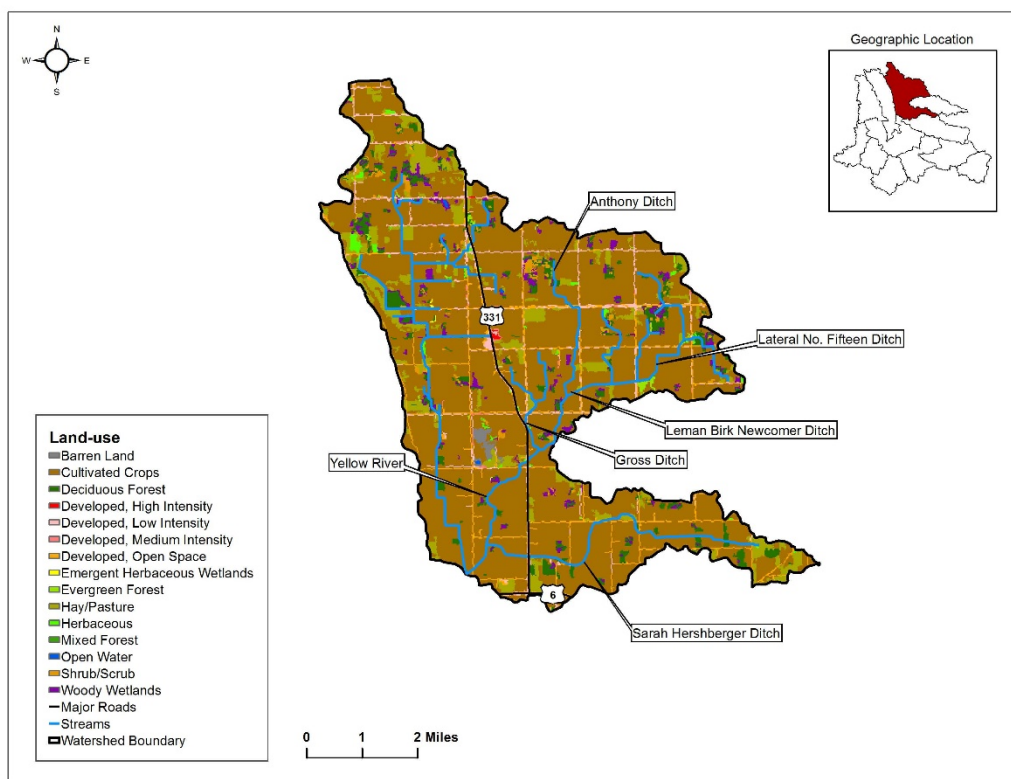 N
W E
S
Geographic Location
Anthony Ditch
331
Lateral No. Fifteen Ditch
Leman Birk Newcomer Ditch
Gross Ditch
Yellow River
6
Sarah Hershberger Ditch
Land-use
Barren Land
Cultivated Crops
Deciduous Forest
Developed, High Intensity
Developed, Low Intensity
Developed, Medium Intensity
Developed, Open Space
Emergent Herbaceous Wetlands
Evergreen Forest
Hay/Pasture
Herbaceous
Mixed Forest
Open Water
Shrub/Scrub
Woody Wetlands
Major Roads
Streams
Watershed Boundary
0 1 2 Miles